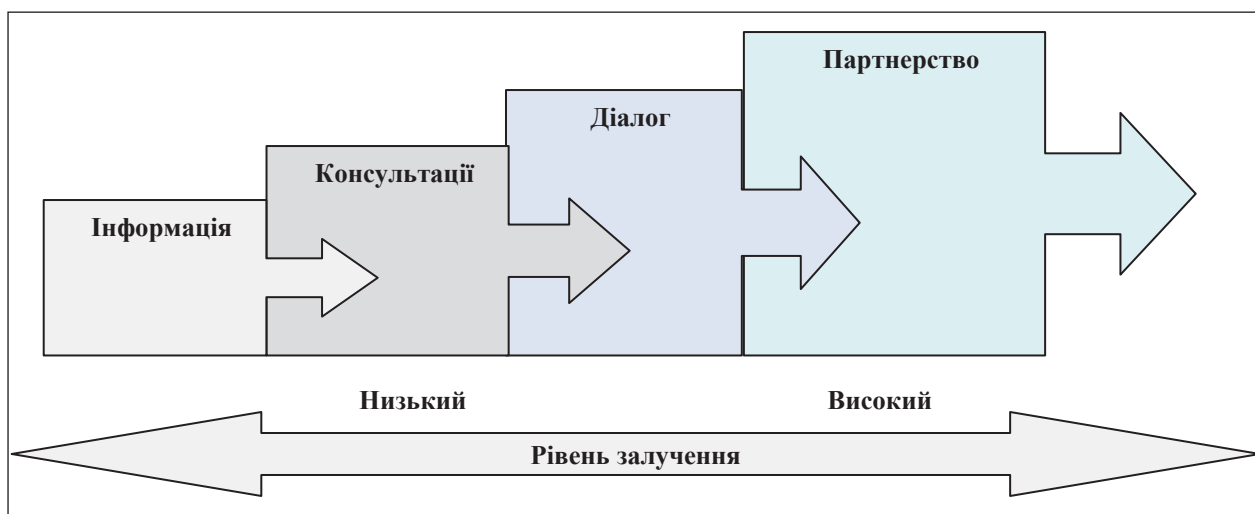 Інформація
Консультації
Діалог
Партнерство
Низький
Високий
Рівень залучення